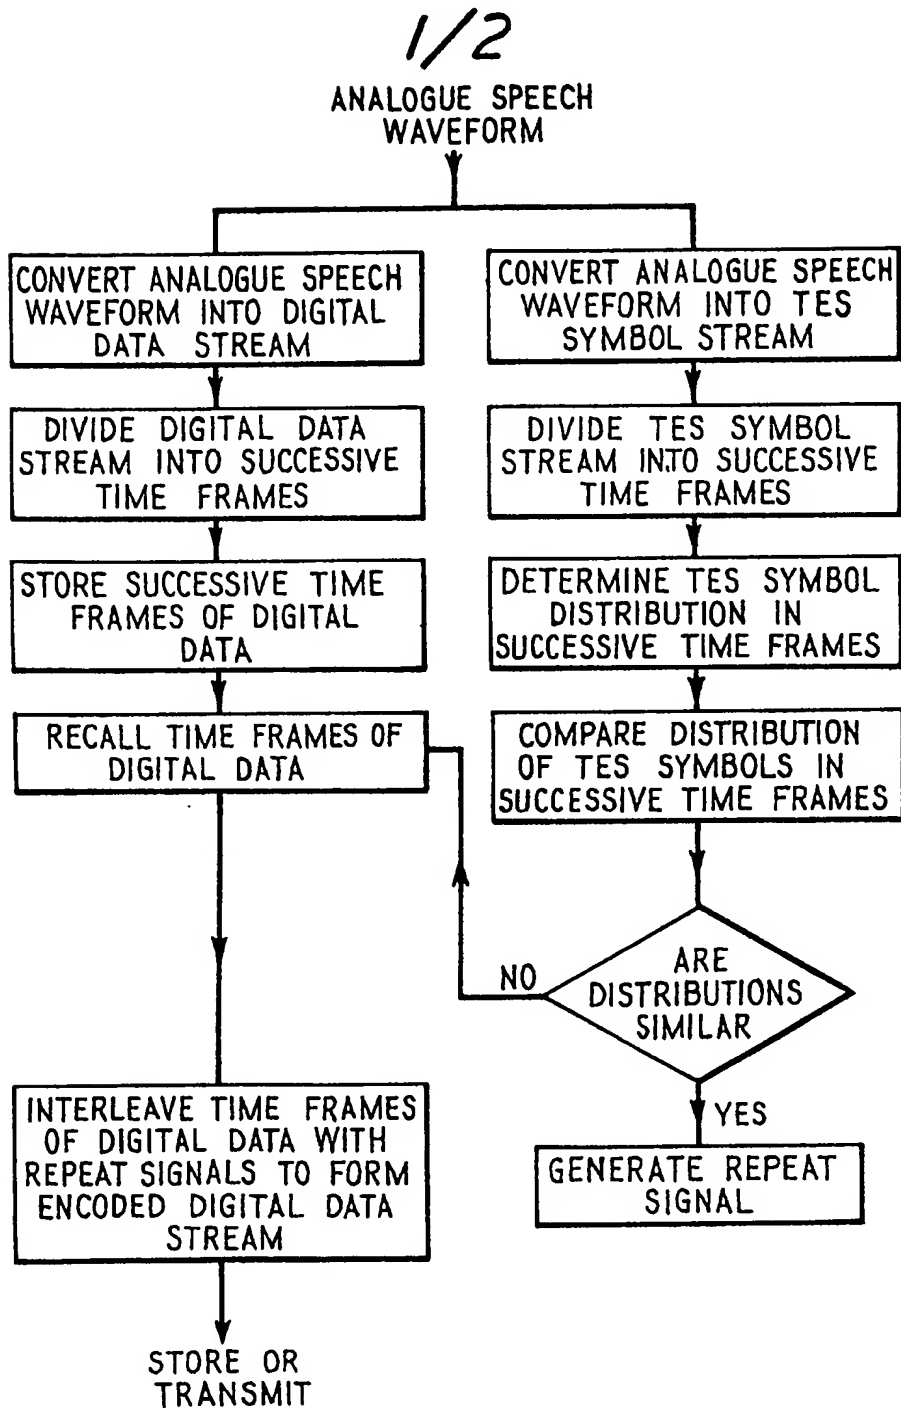 1/2
ANALOGUE SPEECH
WAVEFORM
CONVERT ANALOGUE SPEECH
WAVEFORM INTO DIGITAL
DATA STREAM
DIVIDE DIGITAL DATA
STREAM INTO SUCCESSIVE
TIME FRAMES
STORE SUCCESSIVE TIME
FRAMES OF DIGITAL
DATA
RECALL TIME FRAMES OF
DIGITAL DATA
INTERLEAVE TIME FRAMES
OF DIGITAL DATA WITH
REPEAT SIGNALS TO FORM
ENCODED DIGITAL DATA
STREAM
STORE OR
TRANSMIT
CONVERT ANALOGUE SPEECH
WAVEFORM INTO TES
SYMBOL STREAM
DIVIDE TES SYMBOL
STREAM INTO SUCCESSIVE
TIME FRAMES
DETERMINE TES SYMBOL
DISTRIBUTION IN
SUCCESSIVE TIME FRAMES
COMPARE DISTRIBUTION
OF TES SYMBOLS IN
SUCCESSIVE TIME FRAMES
ARE
DISTRIBUTIONS
SIMILAR
NO
YES
GENERATE REPEAT
SIGNAL